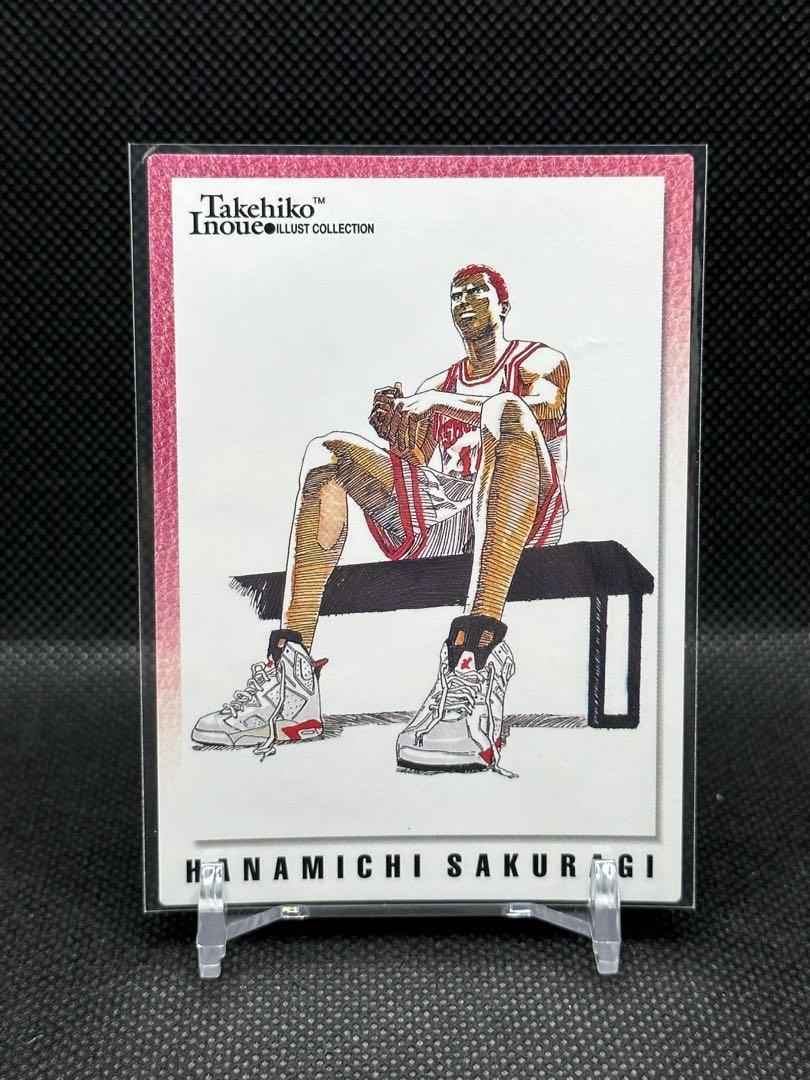 Takehiko™
Inoue●ILLUST COLLECTION
HANAMICHI SAKURAGI